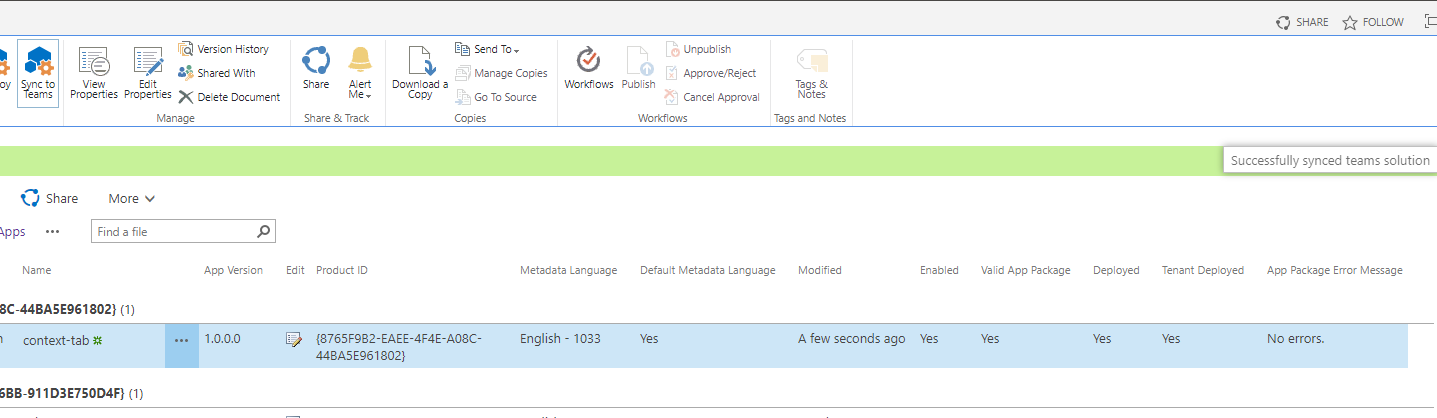 SHARE FOLLOW
oy
Sync to
Teams
View
Properties
Edit
Properties
Version History
Shared With
Delete Document
Manage
Share
Alert
Me
Share & Track
Download a
Copy
Send To
Manage Copies
Go To Source
Copies
Workflows
Publish
Unpublish
Approve/Reject
Cancel Approval
Workflows
Tags &
Notes
Tags and Notes
Successfully synced teams solution
Share More
Apps ••• Find a file
Name App Version Edit Product ID Metadata Language Default Metadata Language Modified Enabled Valid App Package Deployed Tenant Deployed App Package Error Message
8C-44BA5E961802} (1)
context-tab ••• 1.0.0.0 {8765F9B2-EAEE-4F4E-A08C- English - 1033 Yes A few seconds ago Yes Yes Yes Yes No errors.
44BA5E961802}
6BB-911D3E750D4F} (1)